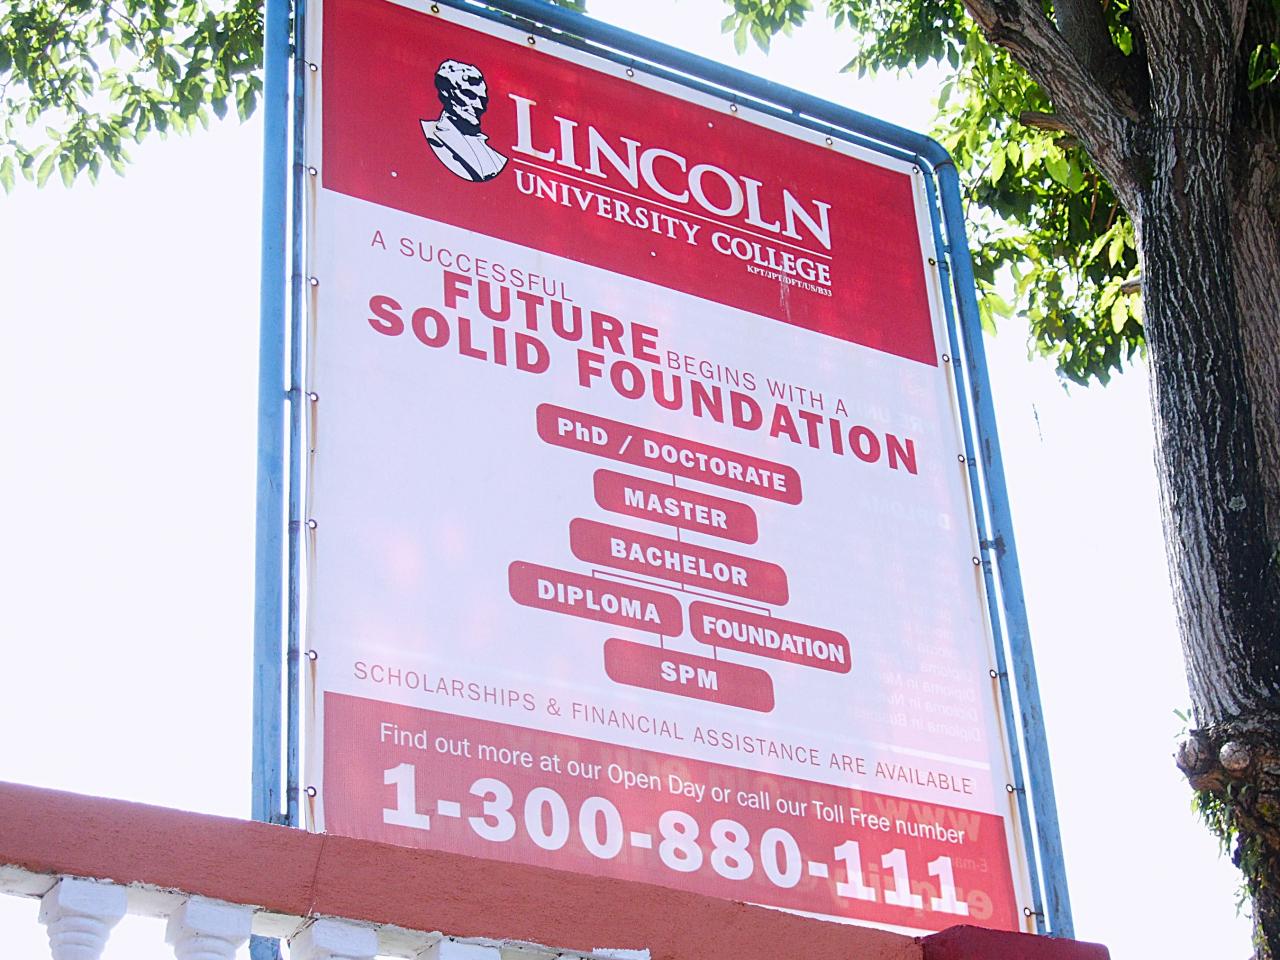 LINCOLN
UNIVERSITY COLLEGE
KPT/JPT/DFT/US/B33
A SUCCESSFUL
FUTURE BEGINS WITH A
SOLID FOUNDATION
PhD / DOCTORATE
MASTER
BACHELOR
DIPLOMA FOUNDATION
SPM
SCHOLARSHIPS & FINANCIAL ASSISTANCE ARE AVAILABLE
Find out more at our Open Day or call our Toll Free number
1-300-880-111